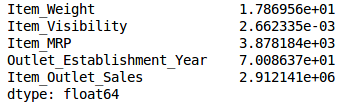 Item_Weight 1.786956e+01
Item_Visibility 2.662335e-03
Item_MRP 3.878184e+03
Outlet_Establishment_Year 7.008637e+01
Item_Outlet_Sales 2.912141e+06
dtype: float64